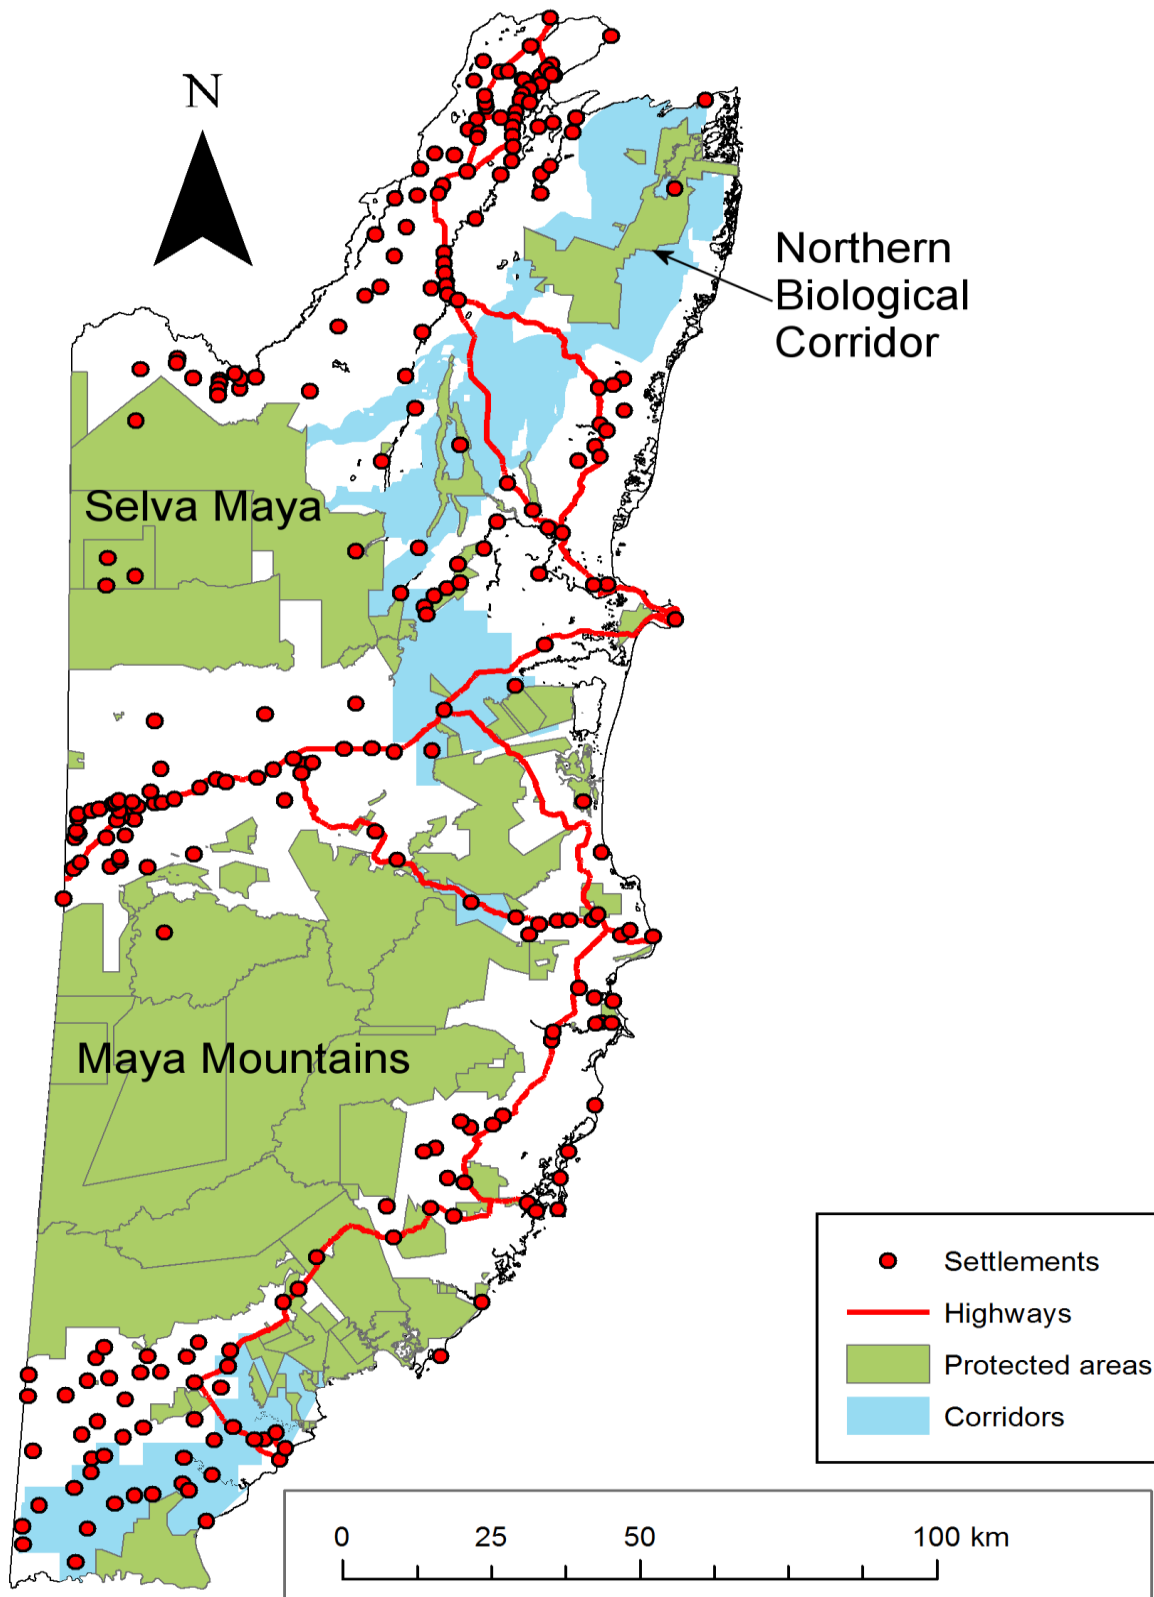 N
Northern
Biological
Corridor
Selva Maya
Maya Mountains
Settlements
Highways
Protected areas
Corridors
0 25 50 100 km